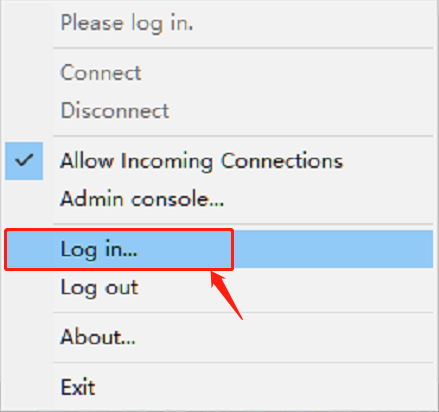 Please log in.
Connect
Disconnect
Allow Incoming Connections
Admin console...
Log in...
Log out
About...
Exit